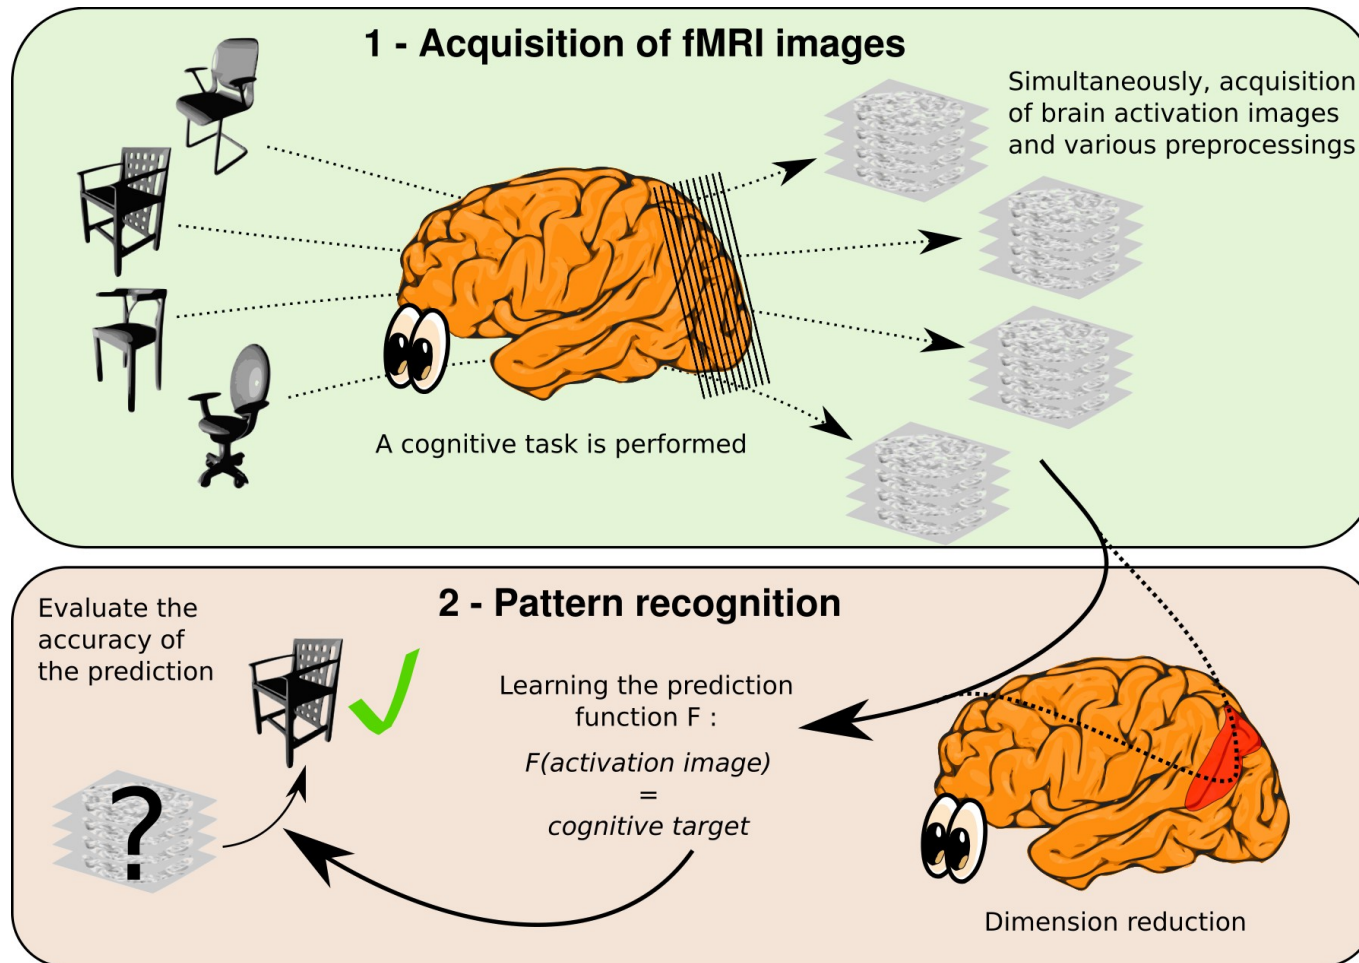 1 - Acquisition of fMRI images
Simultaneously, acquisition
of brain activation images
and various preprocessings
A cognitive task is performed
2 - Pattern recognition
Evaluate the
accuracy of
the prediction
Learning the prediction
function F :
F(activation image)
=
cognitive target
?
Dimension reduction